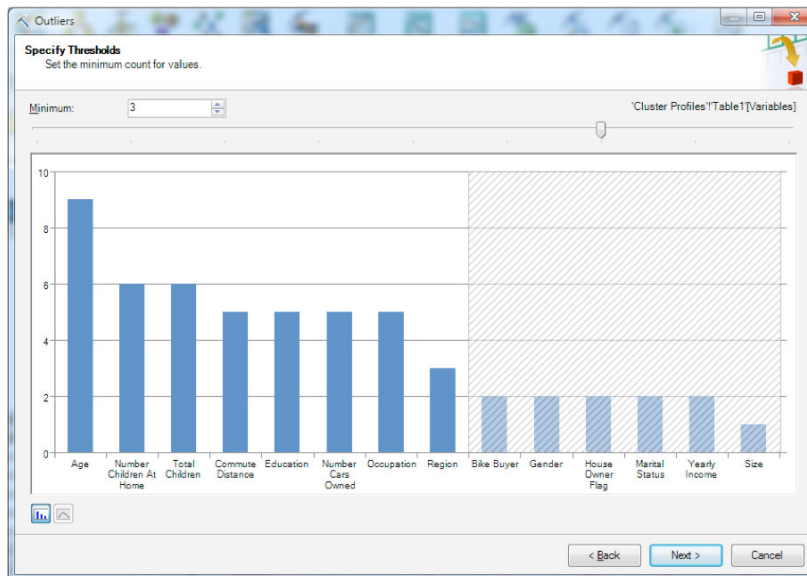 Outliers
Specify Thresholds
Set the minimum count for values.
Minimum:
3
'Cluster Profiles'!'Table1'[Variables]
10
8
6
4
2
0
Age
Number
Children At
Home
Total
Children
Commute
Distance
Education
Number
Cars
Owned
Occupation
Region
Bike Buyer
Gender
House
Owner
Flag
Marital
Status
Yearly
Income
Size
< Back
Next >
Cancel